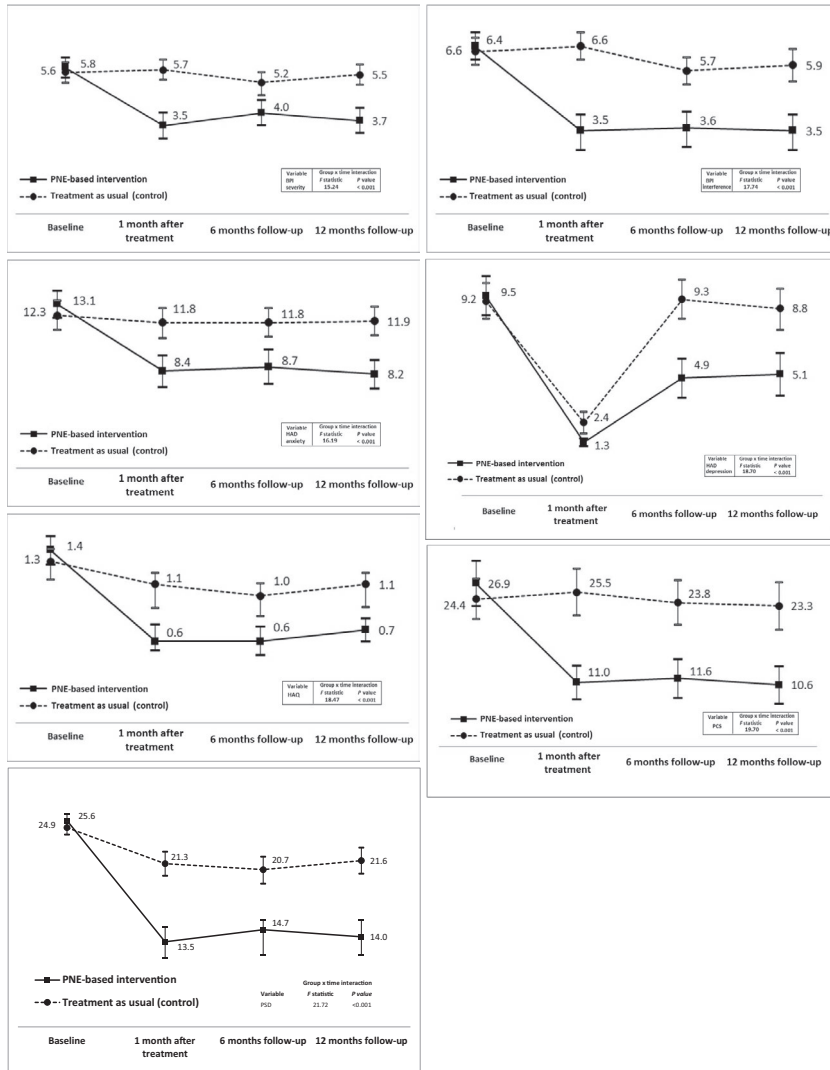 5.6 5.8 5.7 5.2 5.5
3.5 4.0 3.7
PNE-based intervention
Treatment as usual (control)
Variable Group x time interaction
BPI F statistic P value
severity 15.24 < 0.001
Baseline 1 month after 6 months follow-up 12 months follow-up
treatment
6.6 6.4 6.6 5.7 5.9
3.5 3.6 3.5
PNE-based intervention
Treatment as usual (control)
Variable Group x time interaction
BPI F statistic P value
interference 17.74 < 0.001
Baseline 1 month after 6 months follow-up 12 months follow-up
treatment
12.3 13.1 11.8 11.8 11.9
8.4 8.7 8.2
PNE-based intervention
Treatment as usual (control)
Variable Group x time interaction
HAD F statistic P value
anxiety 16.19 < 0.001
Baseline 1 month after 6 months follow-up 12 months follow-up
treatment
9.2 9.5 9.3 8.8
4.9 5.1
2.4
1.3
PNE-based intervention
Treatment as usual (control)
Variable Group x time interaction
HAD F statistic P value
depression 18.70 < 0.001
Baseline 1 month after 6 months follow-up 12 months follow-up
treatment
1.3 1.4 1.1 1.0 1.1
0.6 0.6 0.7
PNE-based intervention
Treatment as usual (control)
Variable Group x time interaction
HAQ F statistic P value
18.47 < 0.001
Baseline 1 month after 6 months follow-up 12 months follow-up
treatment
24.4 26.9 25.5 23.8 23.3
11.0 11.6 10.6
PNE-based intervention
Treatment as usual (control)
Variable Group x time interaction
PCS F statistic P value
19.70 < 0.001
Baseline 1 month after 6 months follow-up 12 months follow-up
treatment
24.9 25.6 21.3 20.7 21.6
13.5 14.7 14.0
PNE-based intervention
Treatment as usual (control)
Group x time interaction
Variable F statistic P value
PSD 21.72 <0.001
Baseline 1 month after 6 months follow-up 12 months follow-up
treatment